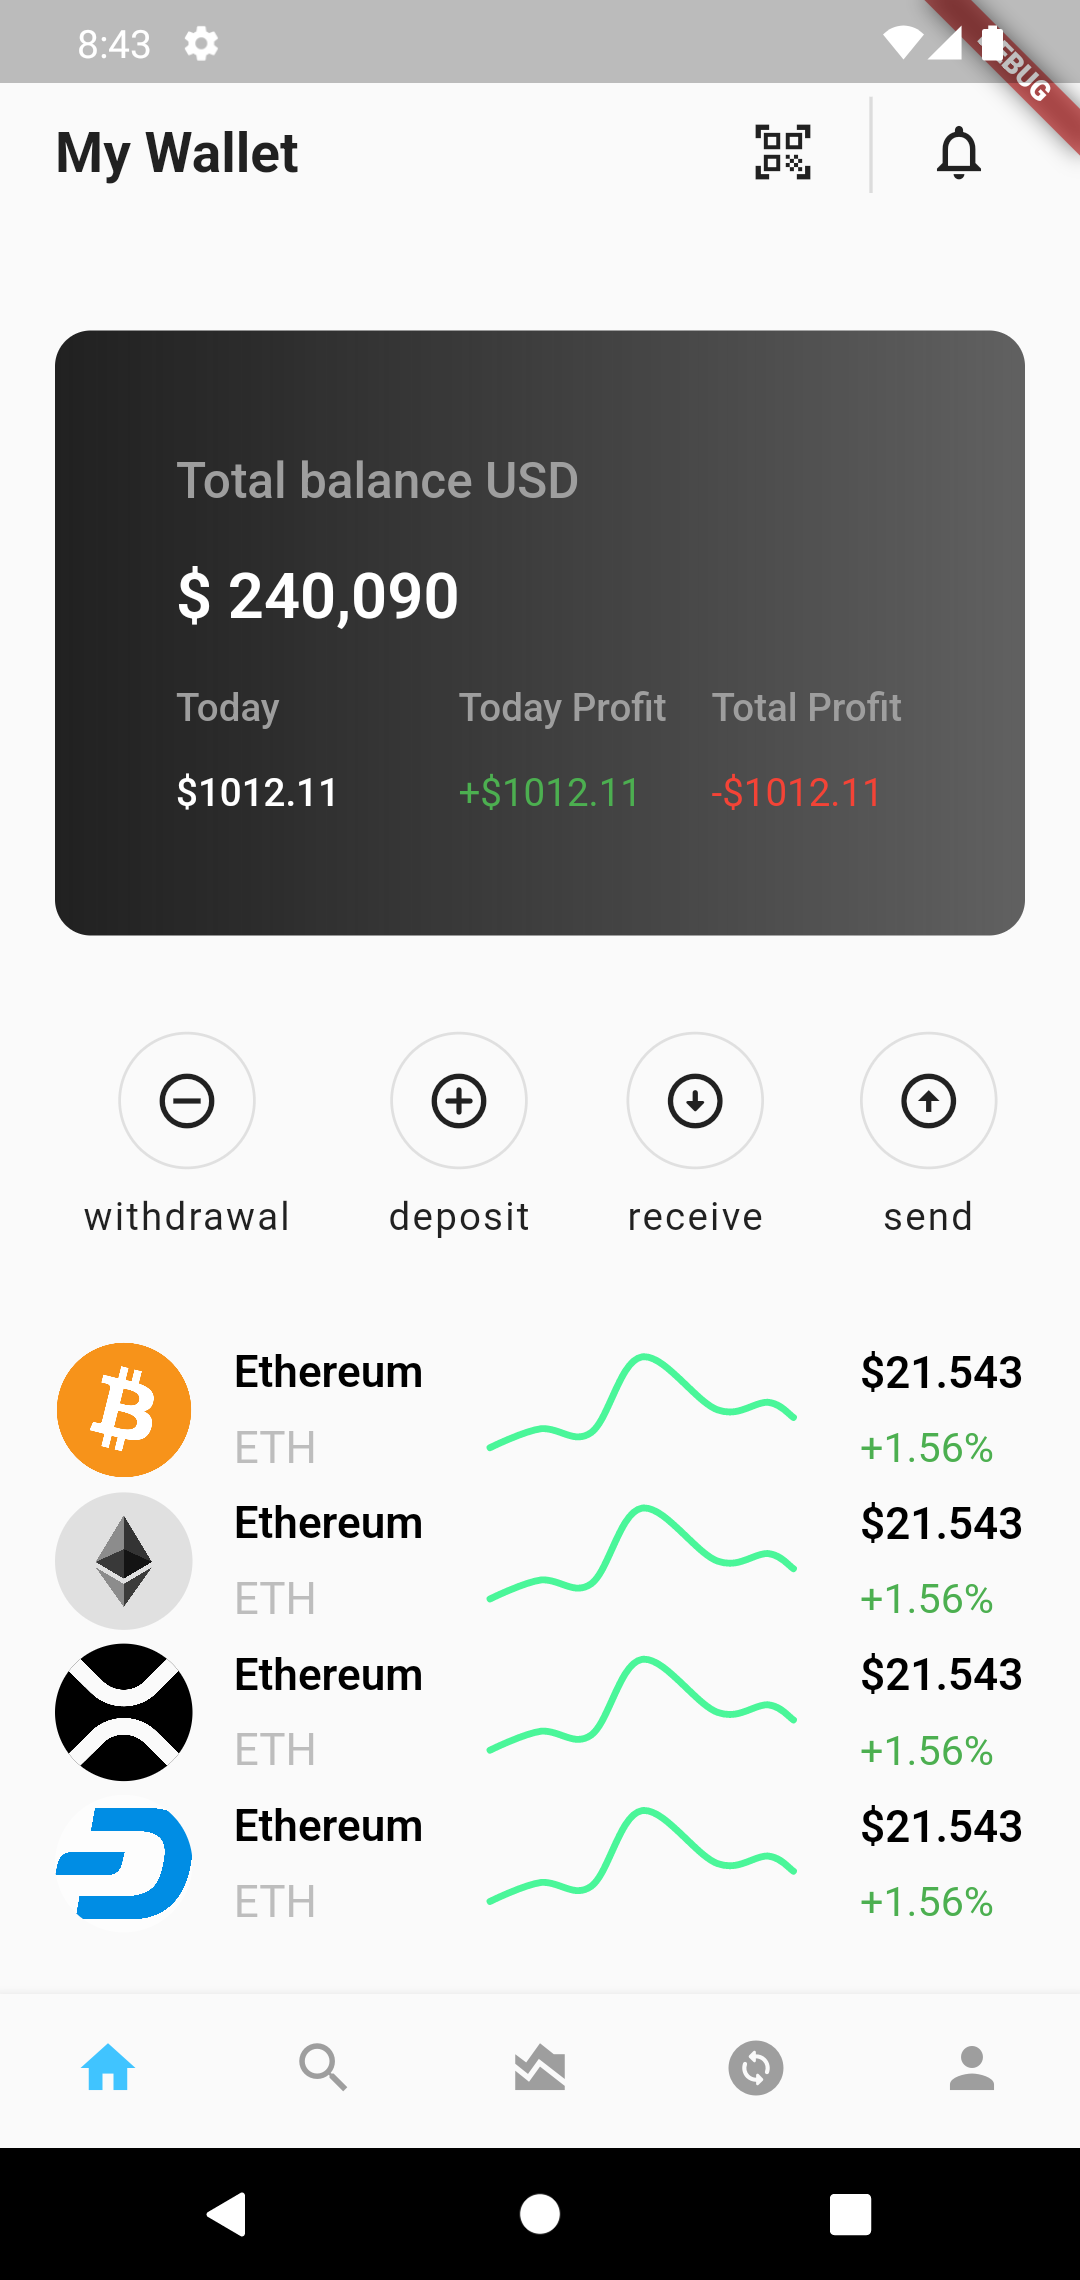 8:43
DEBUG
My Wallet
Total balance USD
$ 240,090
Today Today Profit Total Profit
$1012.11 +$1012.11 -$1012.11
withdrawal deposit receive send
Ethereum $21.543
ETH +1.56%
Ethereum $21.543
ETH +1.56%
Ethereum $21.543
ETH +1.56%
Ethereum $21.543
ETH +1.56%